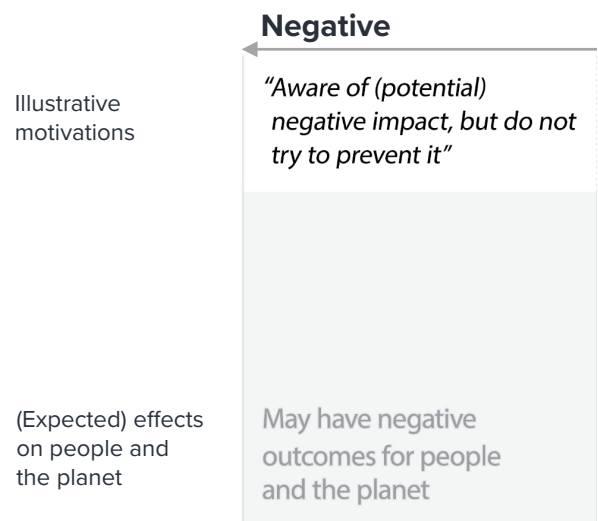 Negative
Illustrative
motivations
“Aware of (potential)
negative impact, but do not
try to prevent it”
(Expected) effects
on people and
the planet
May have negative
outcomes for people
and the planet